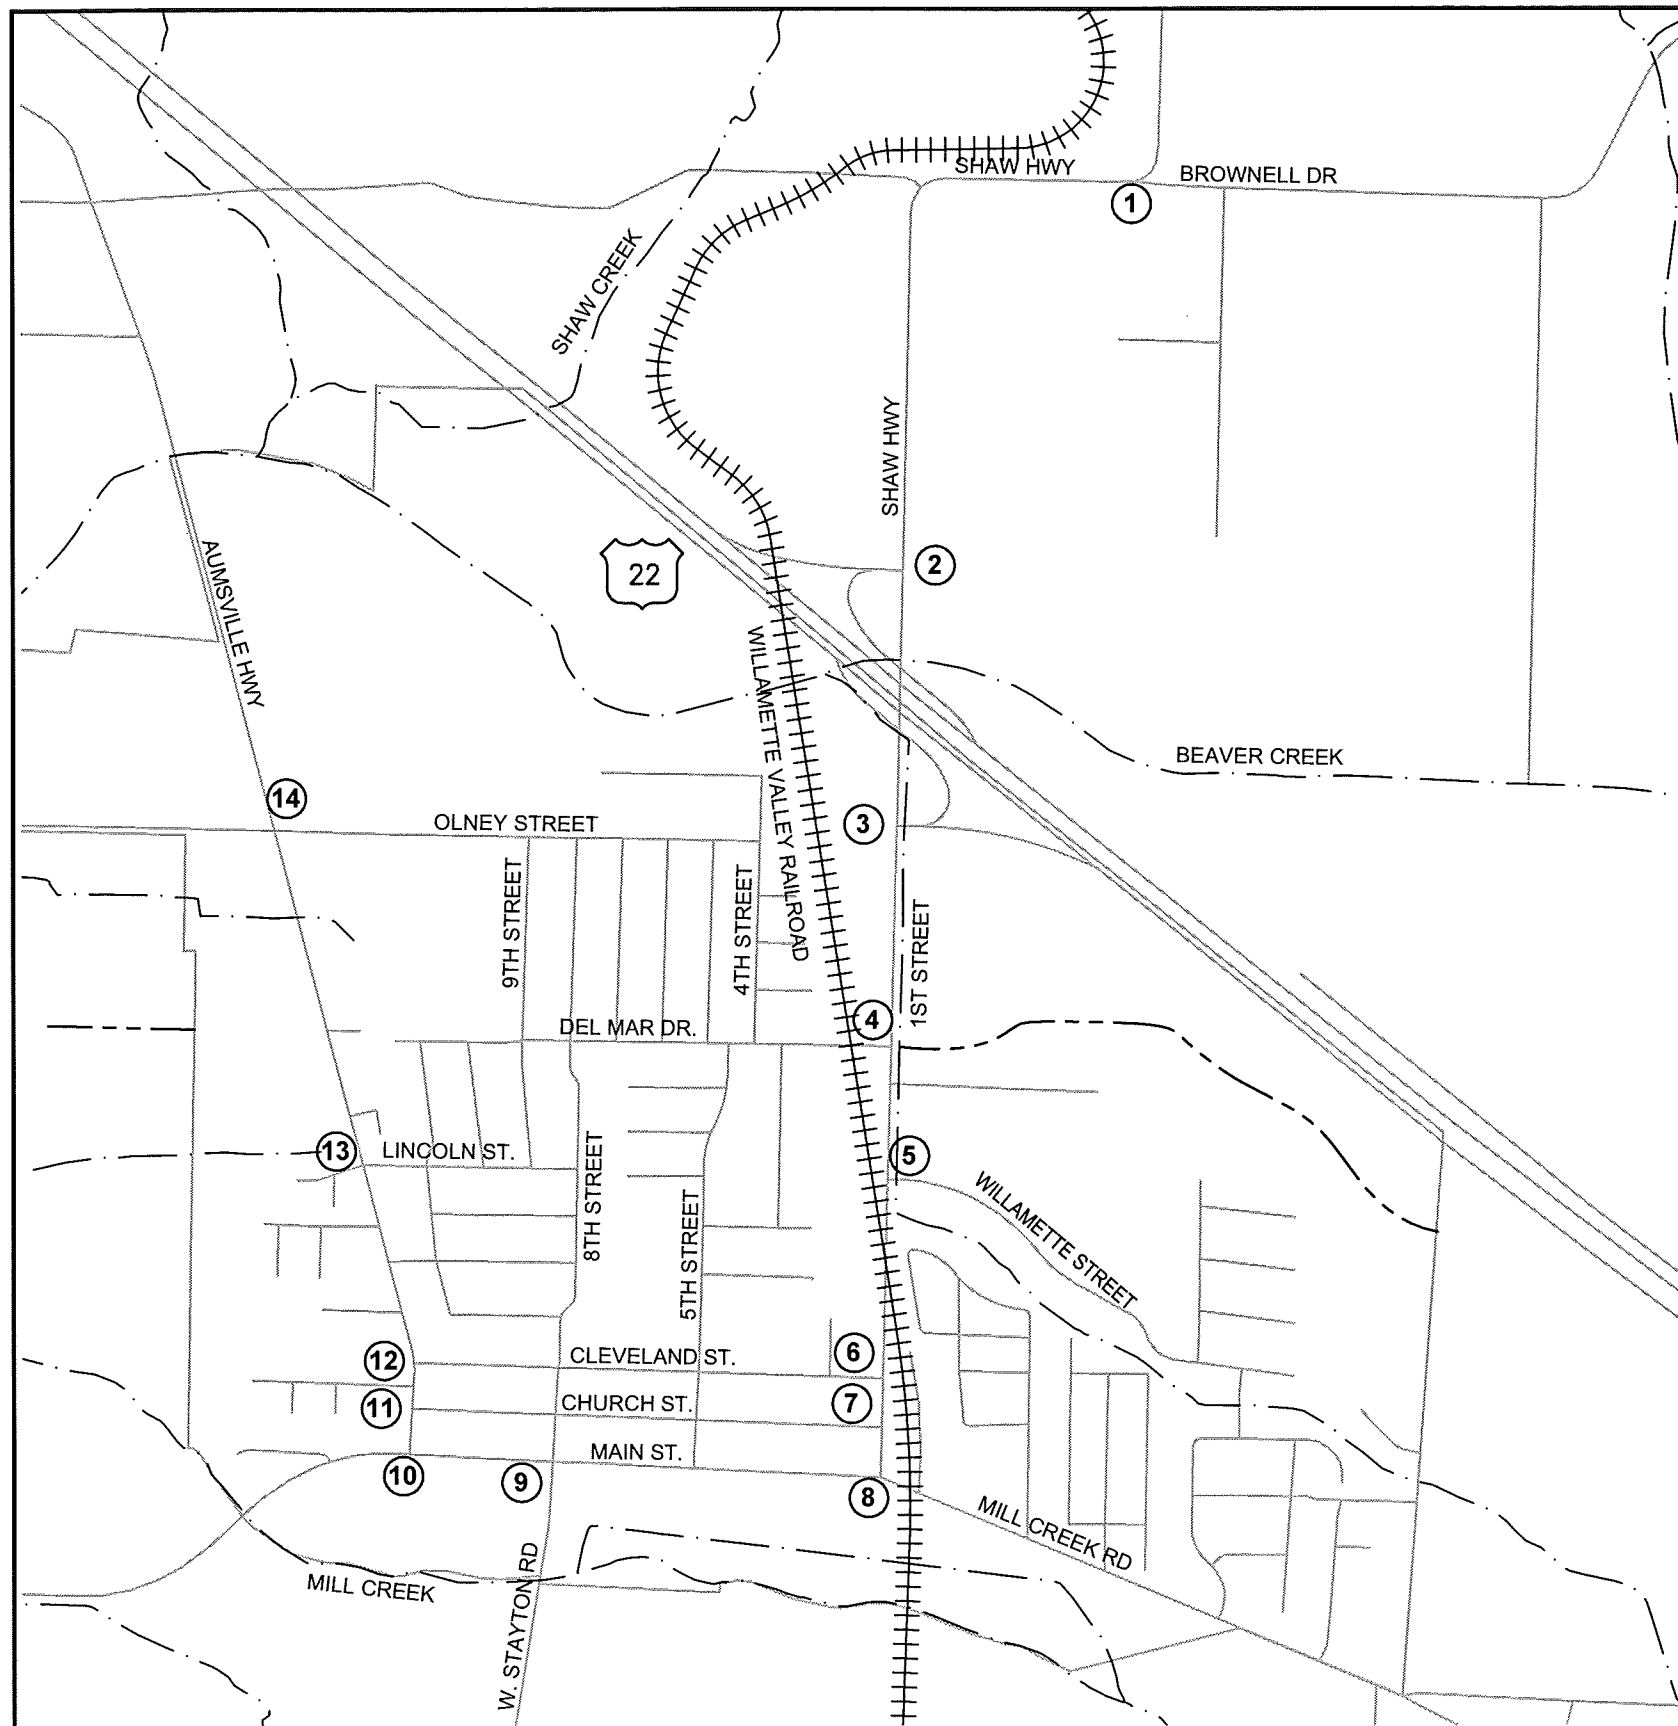 SHAW HWY
BROWNELL DR
1
SHAW CREEK
SHAW HWY
2
22
AUMSVILLE HWY
WILLAMETTE VALLEY RAILROAD
BEAVER CREEK
14
OLNEY STREET
3
9TH STREET
4TH STREET
1ST STREET
4
DEL MAR DR.
13
LINCOLN ST.
8TH STREET
5TH STREET
5
WILLAMETTE STREET
12
CLEVELAND ST.
6
11
CHURCH ST.
7
MAIN ST.
10
9
8
MILL CREEK RD
MILL CREEK
W. STAYTON RD